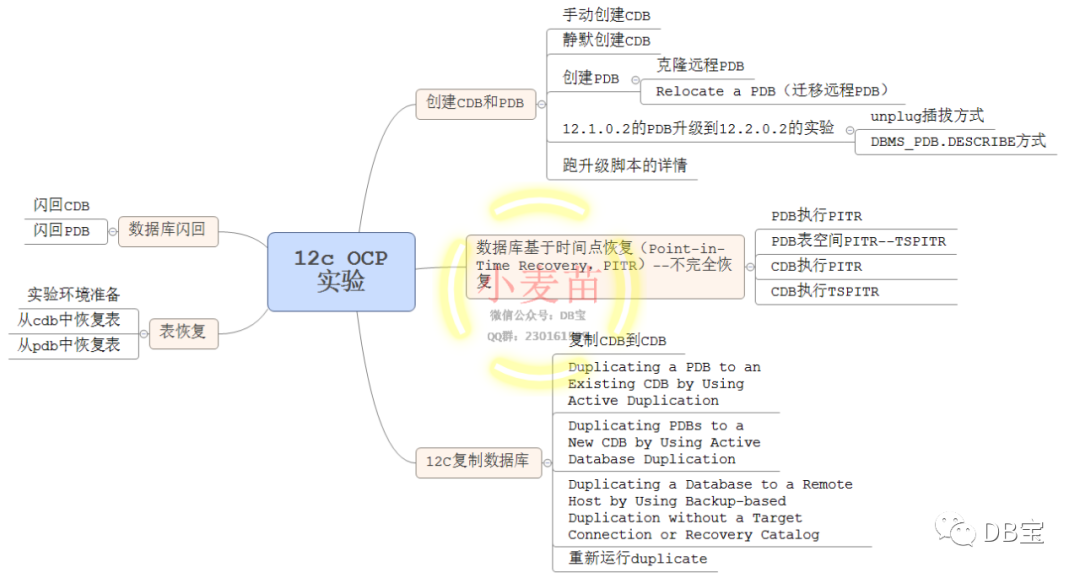 手动创建CDB
静默创建CDB
创建PDB
克隆远程PDB
Relocate a PDB（迁移远程PDB）
12.1.0.2的PDB升级到12.2.0.2的实验
unplug插拔方式
DBMS_PDB.DESCRIBE方式
跑升级脚本的详情
创建CDB和PDB
闪回CDB
闪回PDB
数据库闪回
12c OCP
实验
数据库基于时间点恢复（Point-in-
Time Recovery，PITR）--不完全恢
复
PDB执行PITR
PDB表空间PITR--TSPITR
CDB执行PITR
CDB执行TSPITR
小麦苗
微信公众号：DB宝
QQ群：230161
实验环境准备
从cdb中恢复表
从pdb中恢复表
表恢复
12C复制数据库
复制CDB到CDB
Duplicating a PDB to an
Existing CDB by Using
Active Duplication
Duplicating PDBs to a
New CDB by Using Active
Database Duplication
Duplicating a Database to a Remote
Host by Using Backup-based
Duplication without a Target
Connection or Recovery Catalog
重新运行duplicate
DB宝